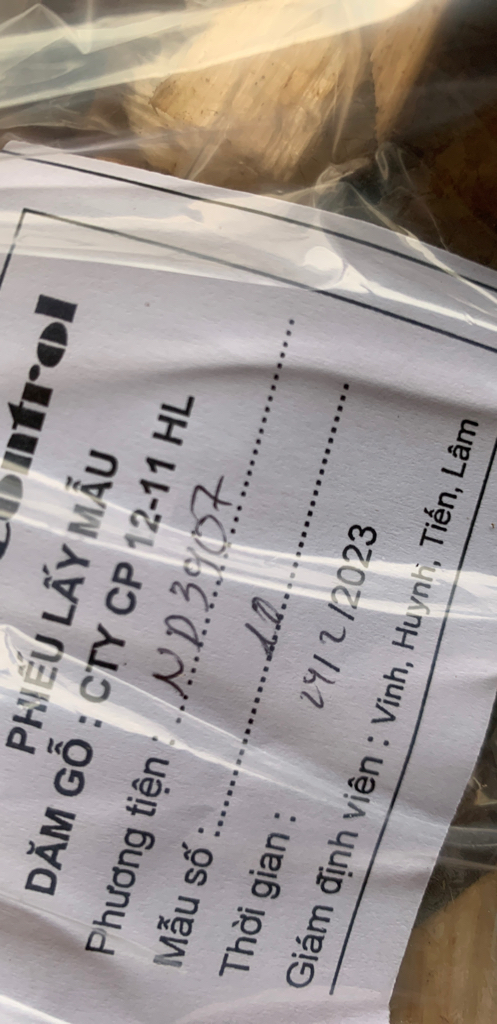 Control
PHIẾU LẤY MẪU
DĂM GỖ : CTY CP 12-11 HL
Phương tiện : ND3907
Mẫu số : 10
Thời gian : 24/2/2023
Giám định viên : Vinh, Huynh, Tiến, Lâm